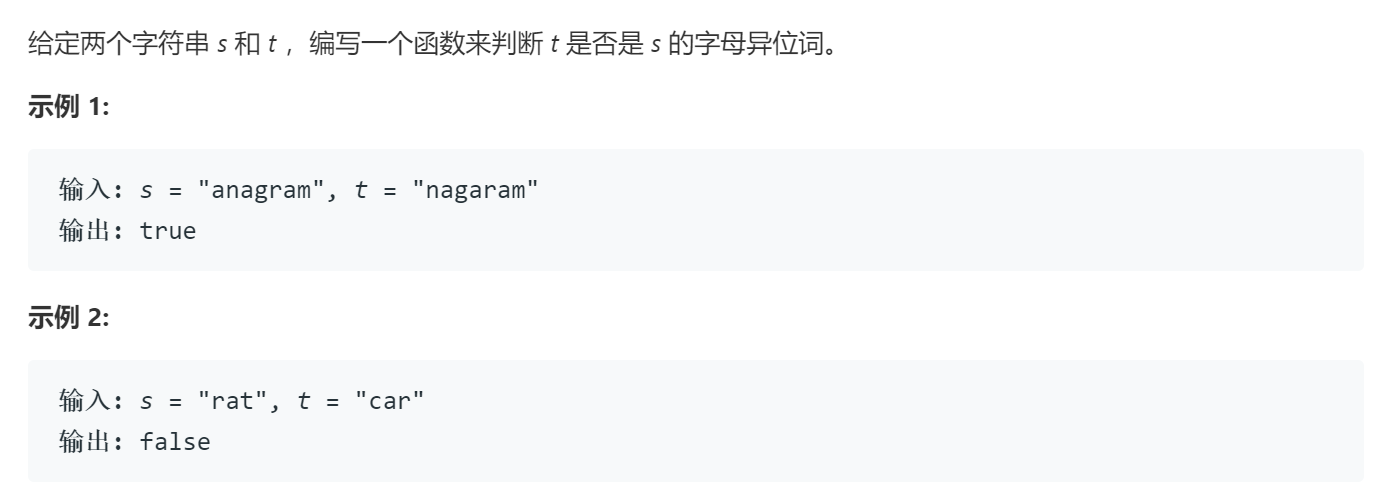 给定两个字符串 s 和 t ，编写一个函数来判断 t 是否是 s 的字母异位词。
示例 1:
输入: s = "anagram", t = "nagaram"
输出: true
示例 2:
输入: s = "rat", t = "car"
输出: false